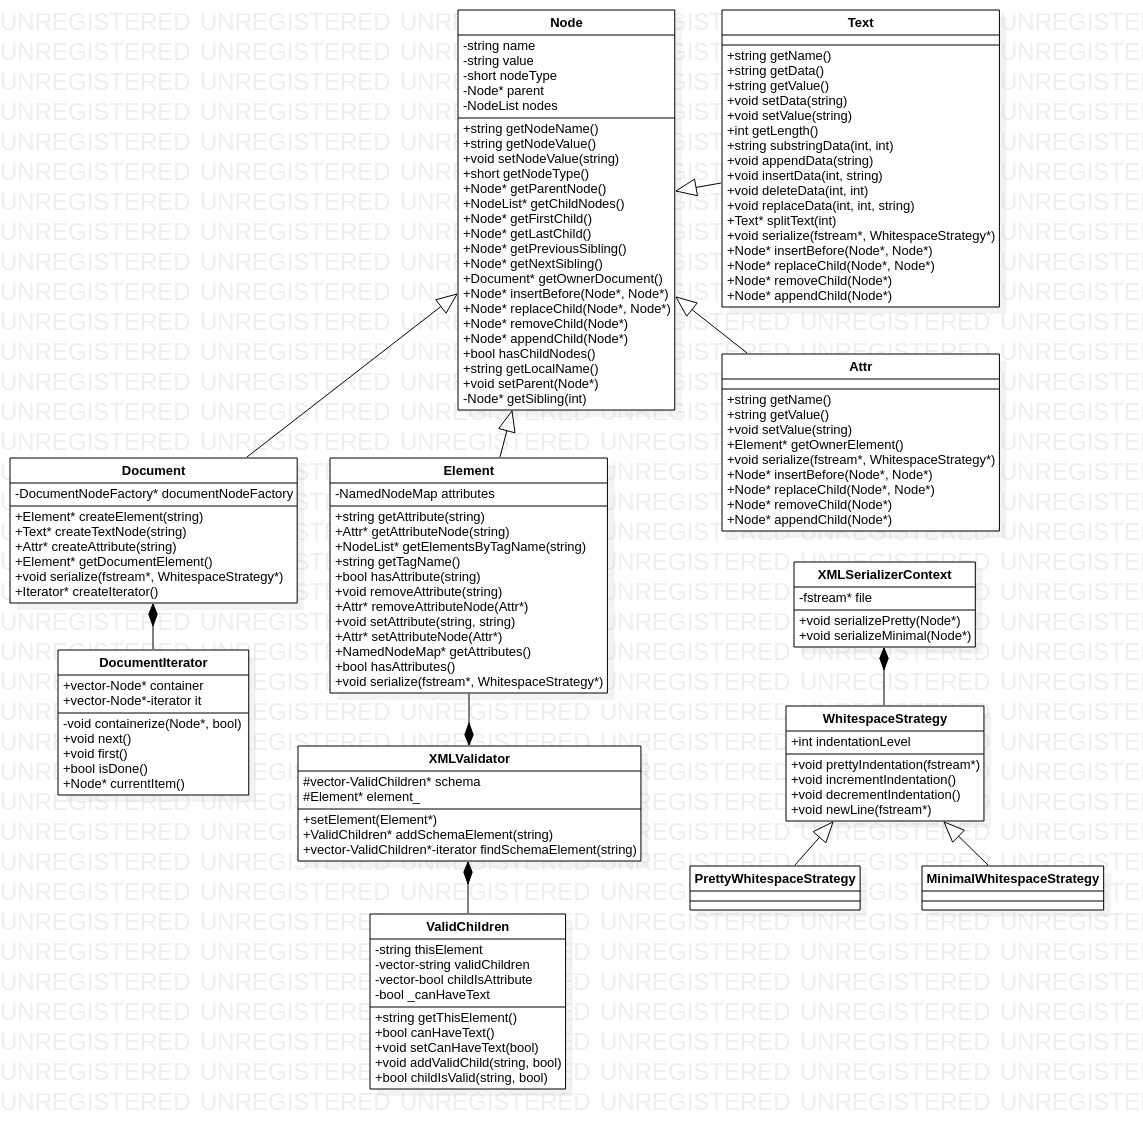 Node
-string name
-string value
-short nodeType
-Node* parent
-NodeList nodes
+string getNodeName()
+string getNodeValue()
+void setNodeValue(string)
+short getNodeType()
+Node* getParentNode()
+NodeList* getChildNodes()
+Node* getFirstChild()
+Node* getLastChild()
+Node* getPreviousSibling()
+Node* getNextSibling()
+Document* getOwnerDocument()
+Node* insertBefore(Node*, Node*)
+Node* replaceChild(Node*, Node*)
+Node* removeChild(Node*)
+Node* appendChild(Node*)
+bool hasChildNodes()
+string getLocalName()
+void setParent(Node*)
-Node* getSibling(int)
Text
+string getName()
+string getData()
+string getValue()
+void setData(string)
+void setValue(string)
+int getLength()
+string substringData(int, int)
+void appendData(string)
+void insertData(int, string)
+void deleteData(int, int)
+void replaceData(int, int, string)
+Text* splitText(int)
+void serialize(fstream*, WhitespaceStrategy*)
+Node* insertBefore(Node*, Node*)
+Node* replaceChild(Node*, Node*)
+Node* removeChild(Node*)
+Node* appendChild(Node*)
Attr
+string getName()
+string getValue()
+void setValue(string)
+Element* getOwnerElement()
+void serialize(fstream*, WhitespaceStrategy*)
+Node* insertBefore(Node*, Node*)
+Node* replaceChild(Node*, Node*)
+Node* removeChild(Node*)
+Node* appendChild(Node*)
Document
-DocumentNodeFactory* documentNodeFactory
+Element* createElement(string)
+Text* createTextNode(string)
+Attr* createAttribute(string)
+Element* getDocumentElement()
+void serialize(fstream*, WhitespaceStrategy*)
+Iterator* createIterator()
Element
-NamedNodeMap attributes
+string getAttribute(string)
+Attr* getAttributeNode(string)
+NodeList* getElementsByTagName(string)
+string getTagName()
+bool hasAttribute(string)
+void removeAttribute(string)
+Attr* removeAttributeNode(Attr*)
+void setAttribute(string, string)
+Attr* setAttributeNode(Attr*)
+NamedNodeMap* getAttributes()
+bool hasAttributes()
+void serialize(fstream*, WhitespaceStrategy*)
XMLSerializerContext
-fstream* file
+void serializePretty(Node*)
+void serializeMinimal(Node*)
DocumentIterator
+vector-Node* container
+vector-Node*-iterator it
-void containerize(Node*, bool)
+void next()
+void first()
+bool isDone()
+Node* currentItem()
WhitespaceStrategy
+int indentationLevel
+void prettyIndentation(fstream*)
+void incrementIndentation()
+void decrementIndentation()
+void newLine(fstream*)
XMLValidator
#vector-ValidChildren* schema
#Element* element_
+setElement(Element*)
+ValidChildren* addSchemaElement(string)
+vector-ValidChildren*-iterator findSchemaElement(string)
PrettyWhitespaceStrategy
MinimalWhitespaceStrategy
ValidChildren
-string thisElement
-vector-string validChildren
-vector-bool childIsAttribute
-bool _canHaveText
+string getThisElement()
+bool canHaveText()
+void setCanHaveText(bool)
+void addValidChild(string, bool)
+bool childIsValid(string, bool)
UNREGISTERED